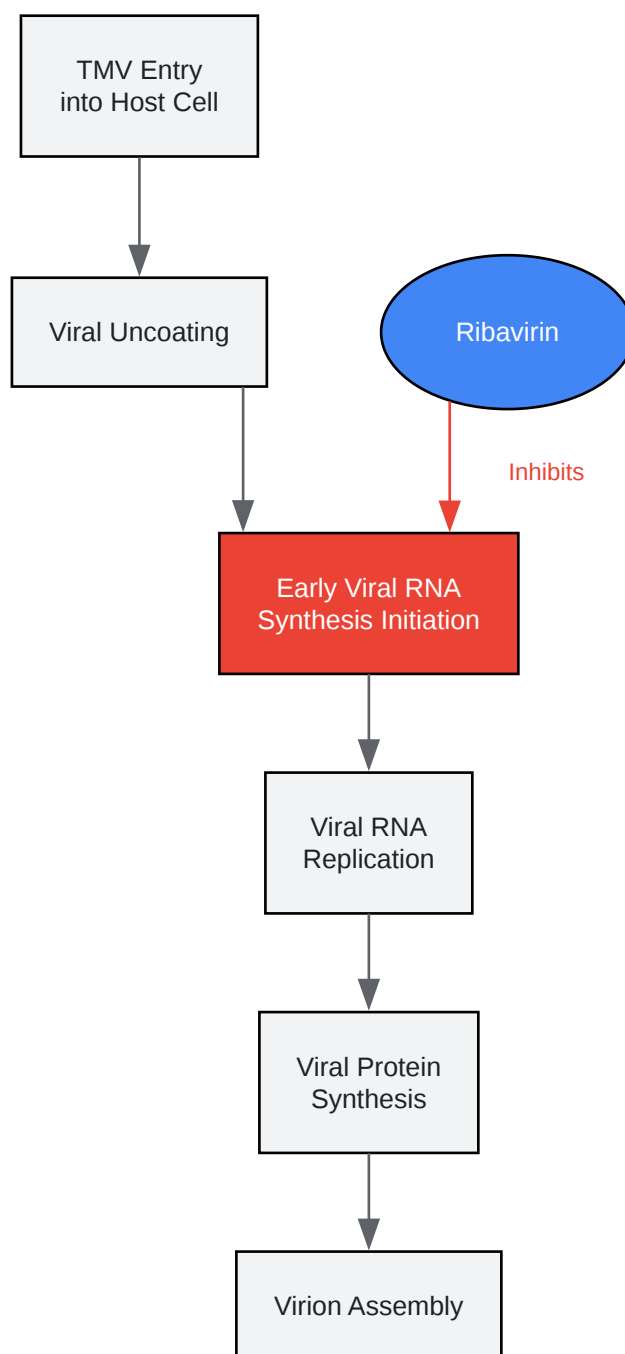 TMV Entry
into Host Cell
Viral Uncoating
Ribavirin
Inhibits
Early Viral RNA
Synthesis Initiation
Viral RNA
Replication
Viral Protein
Synthesis
Virion Assembly